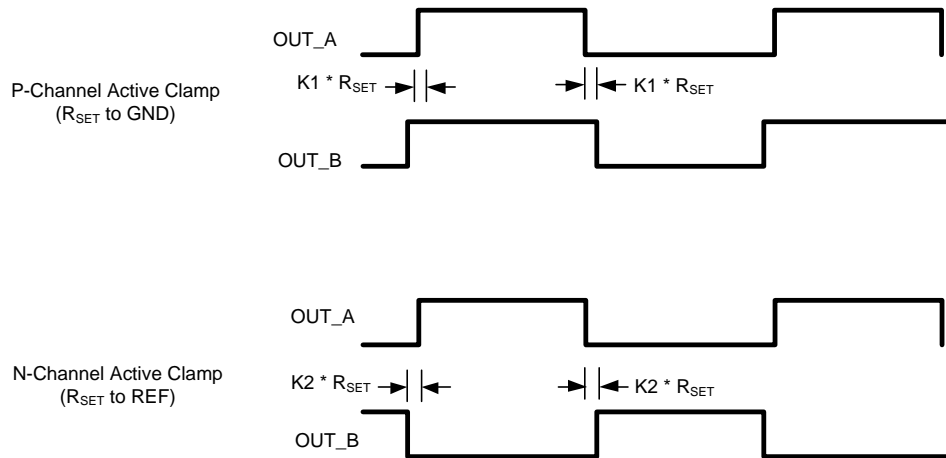 OUT_A
K1 * RSET
K1 * RSET
P-Channel Active Clamp
(RSET to GND)
OUT_B
OUT_A
K2 * RSET
K2 * RSET
N-Channel Active Clamp
(RSET to REF)
OUT_B